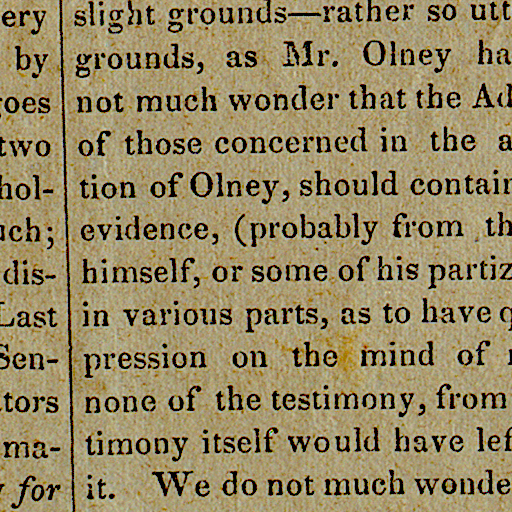 ery
by
goes
two
hol-
uch;
dis-
Last
Sen-
tors
ma-
for
slight grounds—rather so utt
grounds, as Mr. Olney ha
not much wonder that the Ad
of those concerned in the a
tion of Olney, should contain
evidence, (probably from th
himself, or some of his partiz
in various parts, as to have
pression on the mind of
none of the testimony, from
timony itself would have lef
it. We do not much wonde